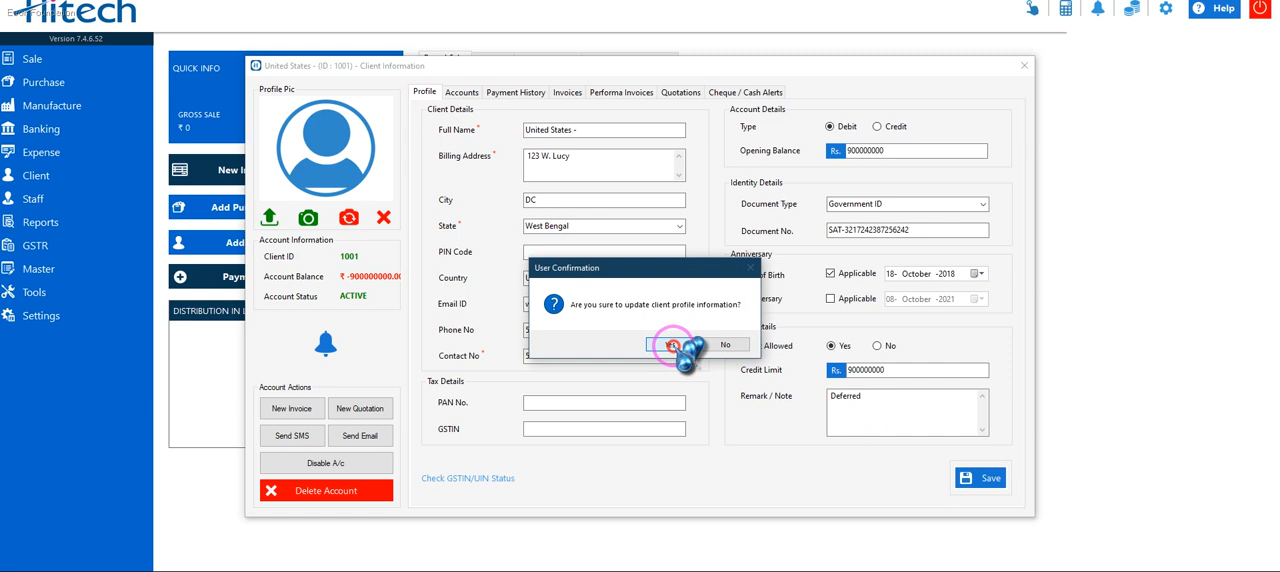 Hitech
Help
Version 7.4.6.52
Sale
Purchase
Manufacture
Banking
Expense
Client
Staff
Reports
GSTR
Master
Tools
Settings
QUICK INFO
GROSS SALE
₹ 0
New I
Add Pu
Add
Paym
DISTRIBUTION IN L
United States - (ID : 1001) - Client Information
Profile Pic
Account Information
Client ID 1001
Account Balance ₹ -900000000.00
Account Status ACTIVE
Account Actions
New Invoice New Quotation
Send SMS Send Email
Disable A/c
Delete Account
Profile Accounts Payment History Invoices Performa Invoices Quotations Cheque / Cash Alerts
Client Details
Full Name * United States -
Billing Address * 123 W. Lucy
City DC
State * West Bengal
PIN Code
Country U
Email ID
Phone No 5
Contact No * 5
Tax Details
PAN No.
GSTIN
Check GSTIN/UIN Status
Account Details
Type Debit Credit
Opening Balance Rs. 900000000
Identity Details
Document Type Government ID
Document No. SAT-3217242387256242
Anniversary
of Birth Applicable 18- October -2018
ersary Applicable 08- October -2021
etails
Allowed Yes No
Credit Limit Rs. 900000000
Remark / Note Deferred
Save
User Confirmation
Are you sure to update client profile information?
Yes No